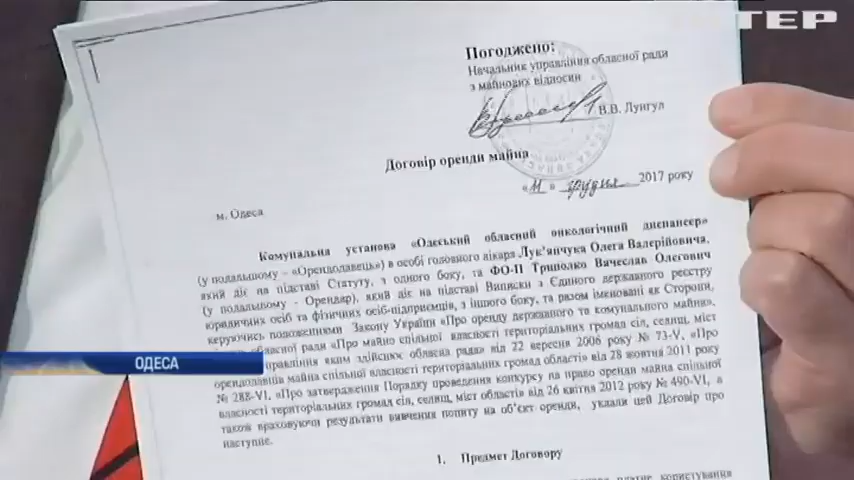 ТЕР
Погоджено:
Начальник управління обласної ради
з майнових відносин
В.В. Лунгул
Договір оренди майна
«11» грудня 2017 року
м. Одеса
Комунальна установа «Одеський обласний онкологічний диспансер»
(у подальшому - «Орендодавець») в особі головного лікаря Лук'янчука Олега Валерійовича,
який діє на підставі Статуту, з одного боку, та ФО-П Триполко Вячеслав Олегович
(у подальшому - Орендар), який діє на підставі Виписки з Єдиного державного реєстру
юридичних осіб та фізичних осіб-підприємців, з іншого боку, та разом іменовані як Сторони,
керуючись положеннями Закону України «Про оренду державного та комунального майна»,
обласної ради «Про майно спільної власності територіальних громад сіл, селищ, міст
управління яким здійснює обласна рада» від 22 вересня 2006 року № 73-V, «Про
орендодавців майна спільної власності територіальних громад області» від 28 жовтня 2011 року
№ 288-VI, «Про затвердження Порядку проведення конкурсу на право оренди майна спільної
власності територіальних громад сіл, селищ, міст області» від 26 квітня 2012 року № 490-VI, а
також враховуючи результати вивчення попиту на об'єкт оренди, уклали цей Договір про
наступне.
1. Предмет Договору
платне користування
ОДЕСА